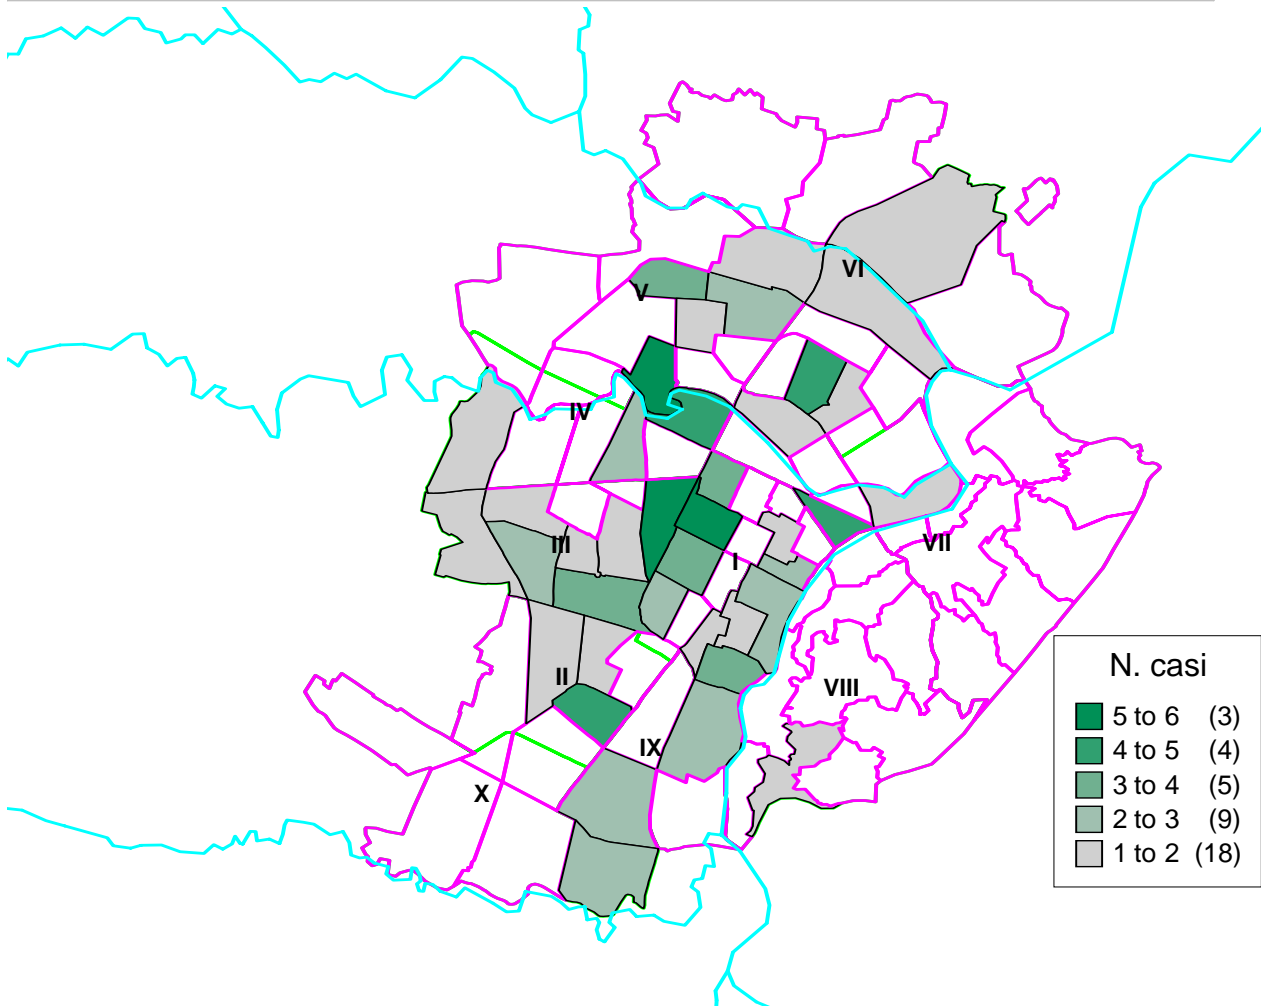 VI
V
IV
III
I
VII
II
VIII
IX
X
N. casi
5 to 6 (3)
4 to 5 (4)
3 to 4 (5)
2 to 3 (9)
1 to 2 (18)